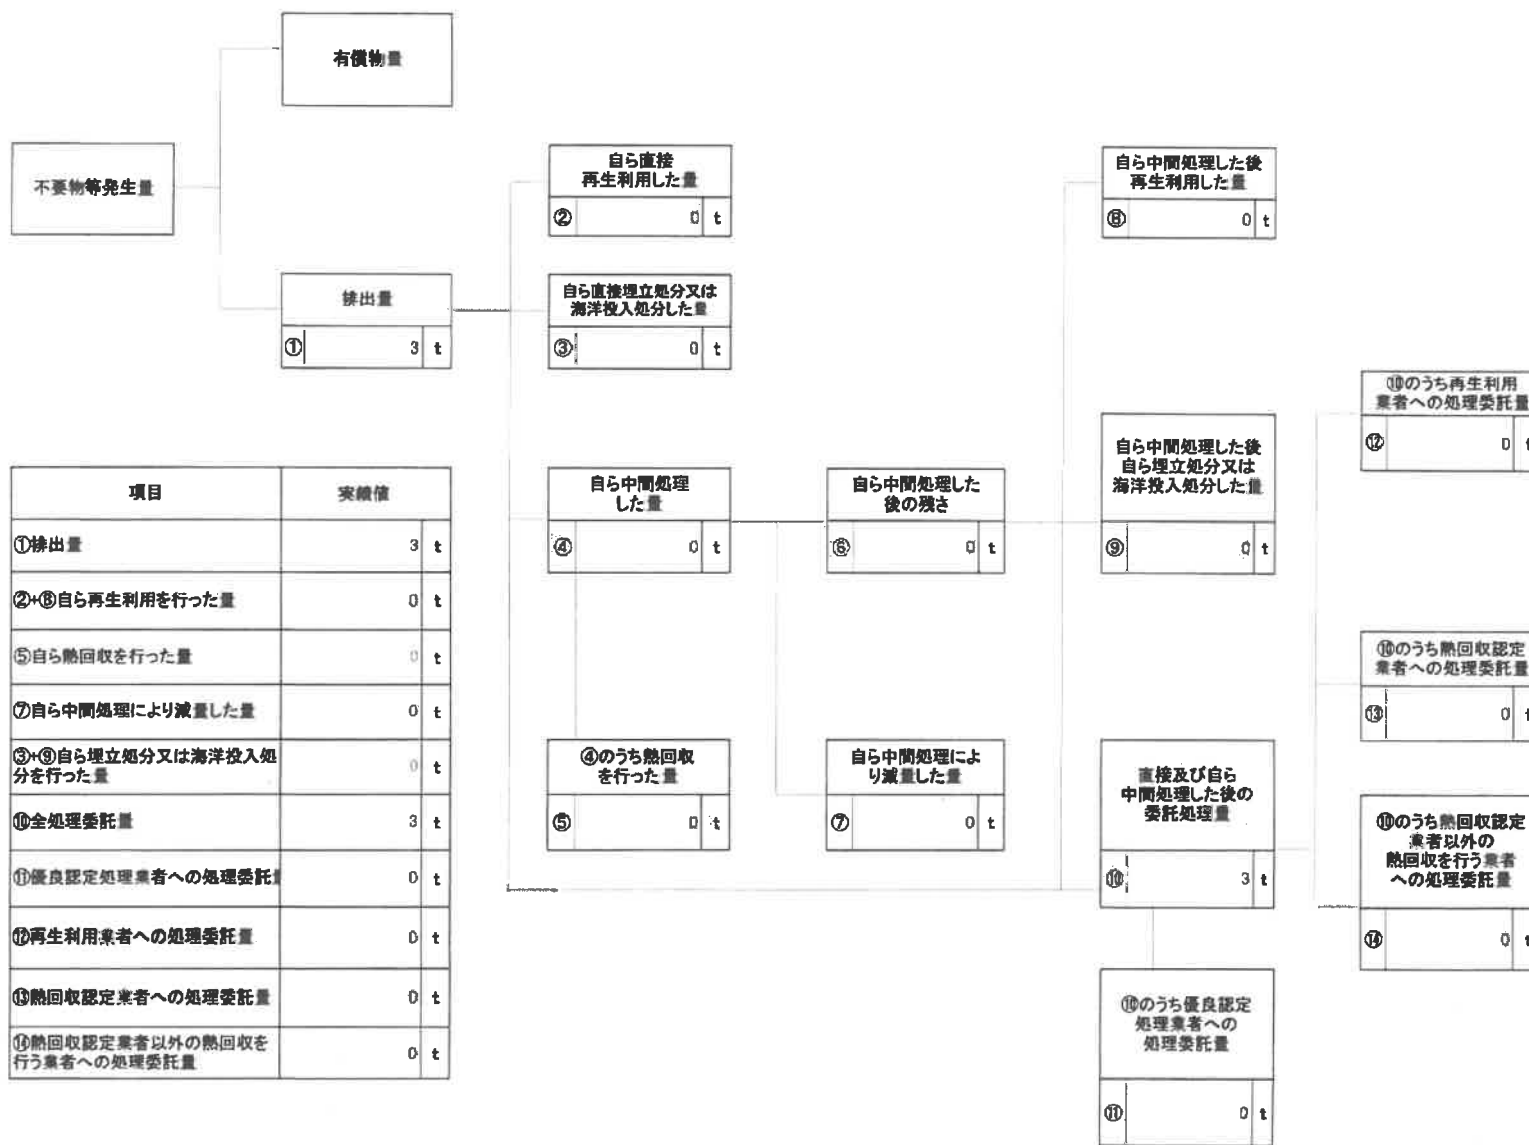 有償物量
不要物等発生量
排出量
① 3 t
自ら直接
再生利用した量
② 0 t
自ら直接埋立処分又は
海洋投入処分した量
③ 0 t
自ら中間処理
した量
④ 0 t
④のうち熱回収
を行った量
⑤ 0 t
自ら中間処理した
後の残さ
⑥ 0 t
自ら中間処理によ
り減量した量
⑦ 0 t
自ら中間処理した後
再生利用した量
⑧ 0 t
自ら中間処理した後
自ら埋立処分又は
海洋投入処分した量
⑨ 0 t
直接及び自ら
中間処理した後の
委託処理量
⑩ 3 t
⑩のうち優良認定
処理業者への
処理委託量
⑪ 0 t
⑩のうち再生利用
業者への処理委託量
⑫ 0 t
⑩のうち熱回収認定
業者への処理委託量
⑬ 0 t
⑩のうち熱回収認定
業者以外の
熱回収を行う業者
への処理委託量
⑭ 0 t
項目 実績値
①排出量 3 t
②+⑧自ら再生利用を行った量 0 t
⑤自ら熱回収を行った量 0 t
⑦自ら中間処理により減量した量 0 t
③+⑨自ら埋立処分又は海洋投入処
分を行った量 0 t
⑩全処理委託量 3 t
⑪優良認定処理業者への処理委託量 0 t
⑫再生利用業者への処理委託量 0 t
⑬熱回収認定業者への処理委託量 0 t
⑭熱回収認定業者以外の熱回収を
行う業者への処理委託量 0 t